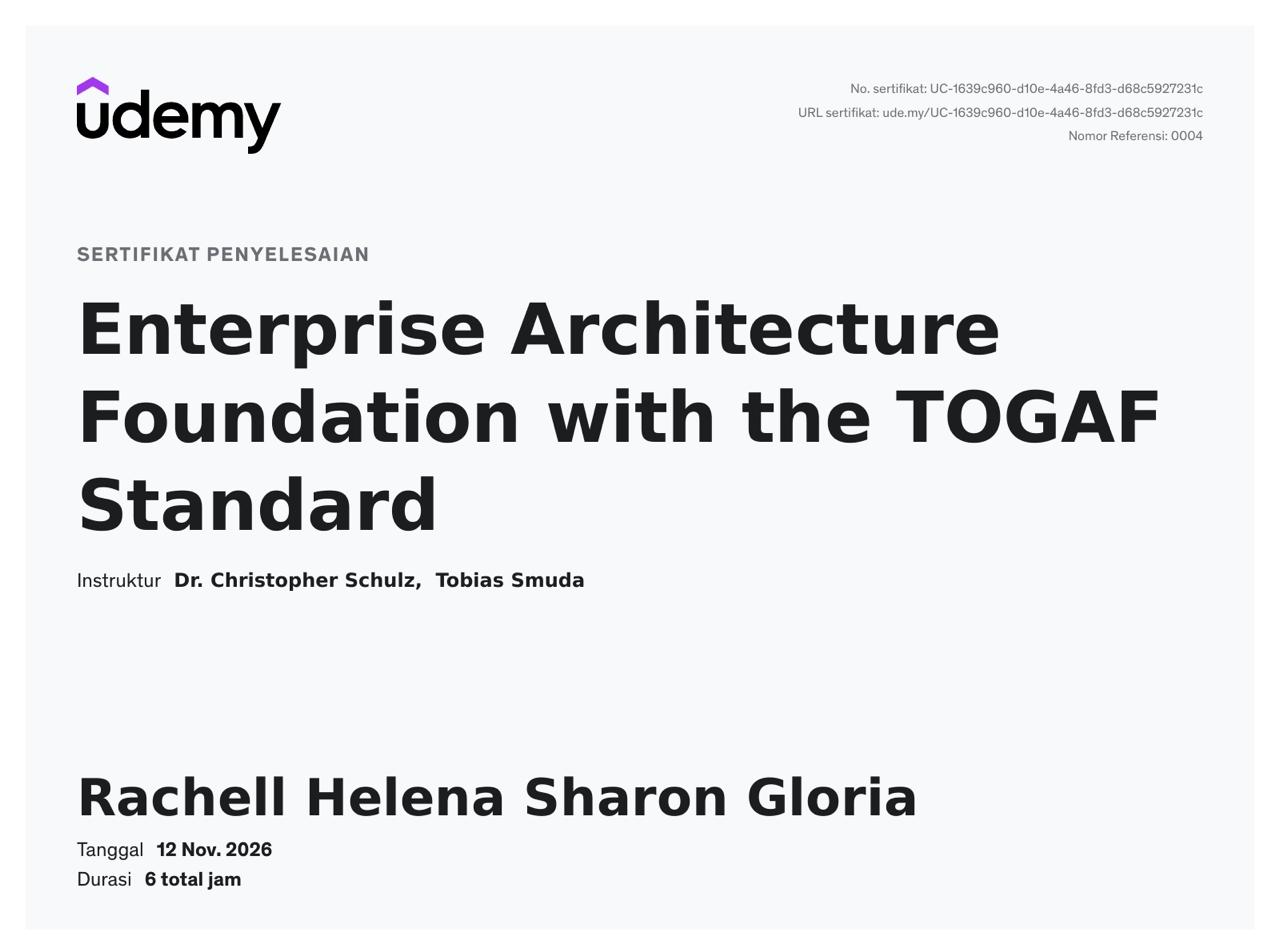 udemy
No. sertifikat: UC-1639c960-d10e-4a46-8fd3-d68c5927231c
URL sertifikat: ude.my/UC-1639c960-d10e-4a46-8fd3-d68c5927231c
Nomor Referensi: 0004
SERTIFIKAT PENYELESAIAN
Enterprise Architecture
Foundation with the TOGAF
Standard
Instruktur Dr. Christopher Schulz, Tobias Smuda
Rachell Helena Sharon Gloria
Tanggal 12 Nov. 2026
Durasi 6 total jam